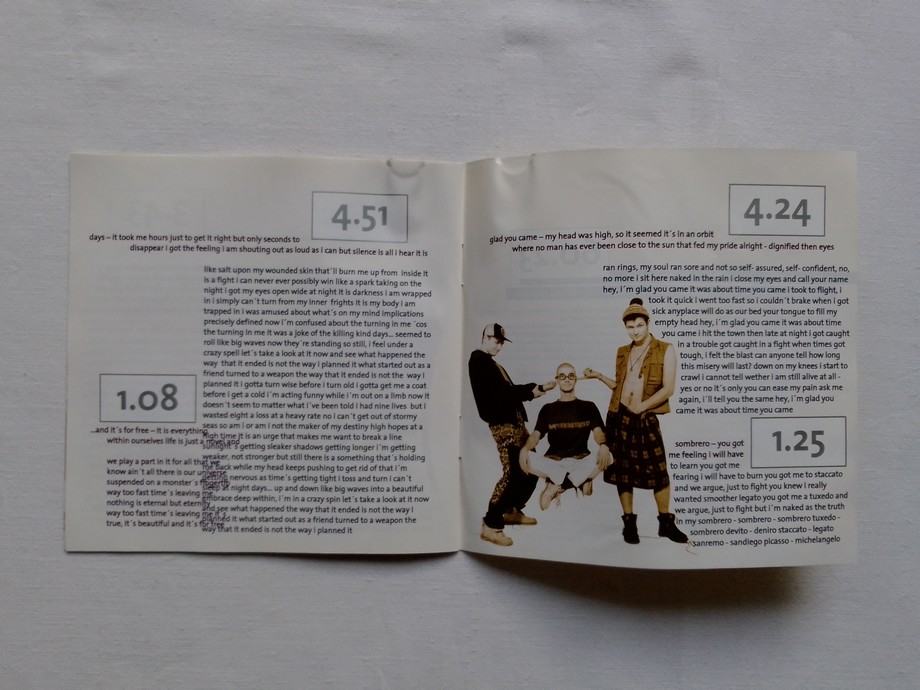 4.51
days – it took me hours just to get it right but only seconds to
disappear i got the feeling i am shouting out as loud as i can but silence is all i hear it is
like salt upon my wounded skin that´ll burn me up from inside it
is a fight i can never ever possibly win like a spark taking on the
night i got my eyes open wide at night it is darkness i am wrapped
in i simply can´t turn from my inner frights it is my body i am
trapped in i was amused about what´s on my mind implications
precisely defined now i´m confused about the turning in me ´cos
the turning in me it was a joke of the killing kind days... seemed to
roll like big waves now they´re standing so still, i feel under a
crazy spell let´s take a look at it now and see what happened the
way that it ended is not the way i planned it what started out as a
friend turned to a weapon the way that it ended is not the way i
planned it i gotta turn wise before i turn old i gotta get me a coat
before i get a cold i´m acting funny while i´m out on a limb now it
doesn´t seem to matter what i´ve been told i had nine lives but i
wasted eight a loss at a heavy rate no i can´t get out of stormy
seas so am i or am i not the maker of my destiny high hopes at a
high time it is an urge that makes me want to break a line
sunlight´s getting sleaker shadows getting longer i´m getting
weaker, not stronger but still there is a something that´s holding
me back while my head keeps pushing to get rid of that i´m
getting nervous as time´s getting tight i toss and turn i can´t
sleep at night days... up and down like big waves into a beautiful
embrace deep within, i´m in a crazy spin let´s take a look at it now
and see what happened the way that it ended is not the way i
planned it what started out as a friend turned to a weapon the
way that it ended is not the way i planned it
1.08
...and it´s for free – it is everything
within ourselves life is just a
we play a part in it for all that we
know ain´t all there is our universe
suspended on a monster´s
way too fast time´s leaving me
nothing is eternal but eternity
way too fast time´s leaving me it´s
true, it´s beautiful and it´s for free
4.24
glad you came – my head was high, so it seemed it´s in an orbit
where no man has ever been close to the sun that fed my pride alright - dignified then eyes
ran rings, my soul ran sore and not so self- assured, self- confident, no,
no more i sit here naked in the rain i close my eyes and call your name
hey, i´m glad you came it was about time you came i took to flight, i
took it quick i went too fast so i couldn´t brake when i got
sick anyplace will do as our bed your tongue to fill my
empty head hey, i´m glad you came it was about time
you came i hit the town then late at night i got caught
in a trouble got caught in a fight when times got
tough, i felt the blast can anyone tell how long
this misery will last? down on my knees i start to
crawl i cannot tell wether i am still alive at all -
yes or no it´s only you can ease my pain ask me
again, i´ll tell you the same hey, i´m glad you
came it was about time you came
1.25
sombrero – you got
me feeling i will have
to learn you got me
fearing i will have to burn you got me to staccato
and we argue, just to fight you knew i really
wanted smoother legato you got me a tuxedo and
we argue, just to fight but i´m naked as the truth
in my sombrero - sombrero - sombrero tuxedo -
sombrero devito - deniro staccato - legato
sanremo - sandiego picasso - michelangelo